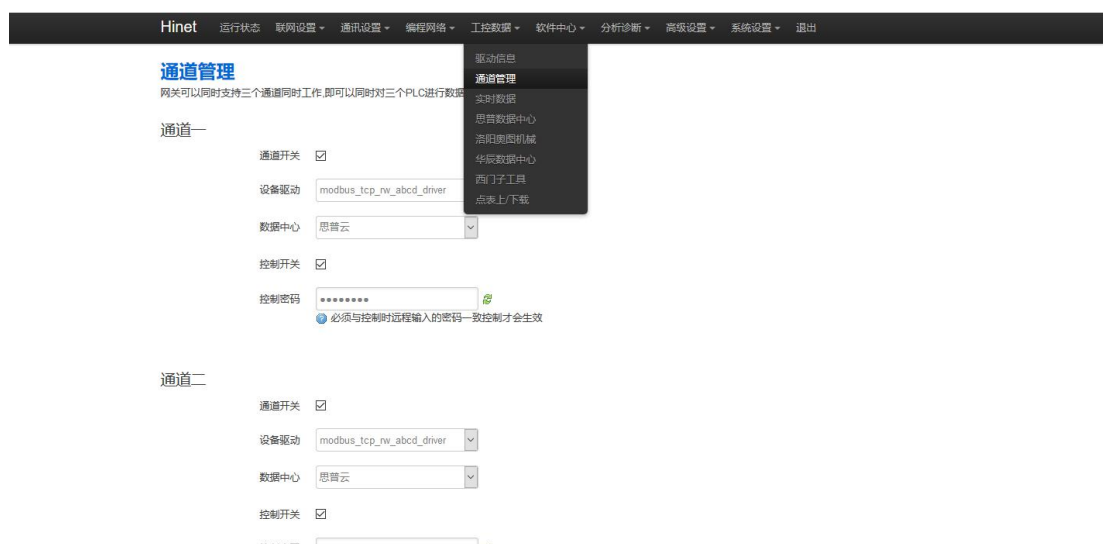 Hinet 运行状态 联网设置 通讯设置 编程网络 工控数据 软件中心 分析诊断 高级设置 系统设置 退出
驱动信息
通道管理
实时数据
思普数据中心
洛阳奥图机械
华辰数据中心
西门子工具
点表上/下载
通道管理
网关可以同时支持三个通道同时工作,即可以同时对三个PLC进行数据
通道一
通道开关
设备驱动 modbus_tcp_rw_abcd_driver
数据中心 思普云
控制开关
控制密码 ••••••••
必须与控制时远程输入的密码一致控制才会生效
通道二
通道开关
设备驱动 modbus_tcp_rw_abcd_driver
数据中心 思普云
控制开关